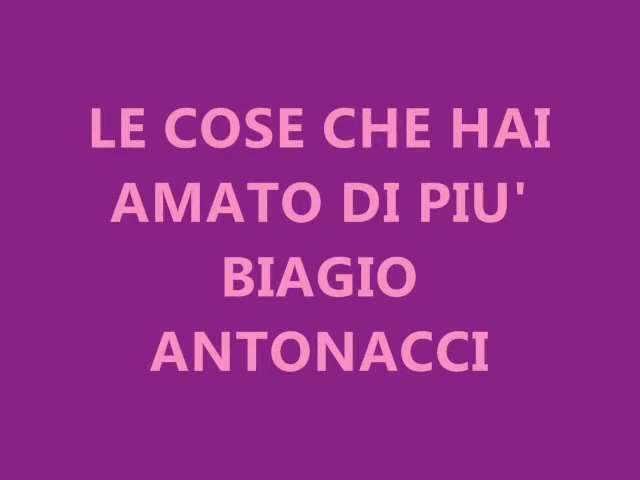 LE COSE CHE HAI
AMATO DI PIU'
BIAGIO
ANTONACCI